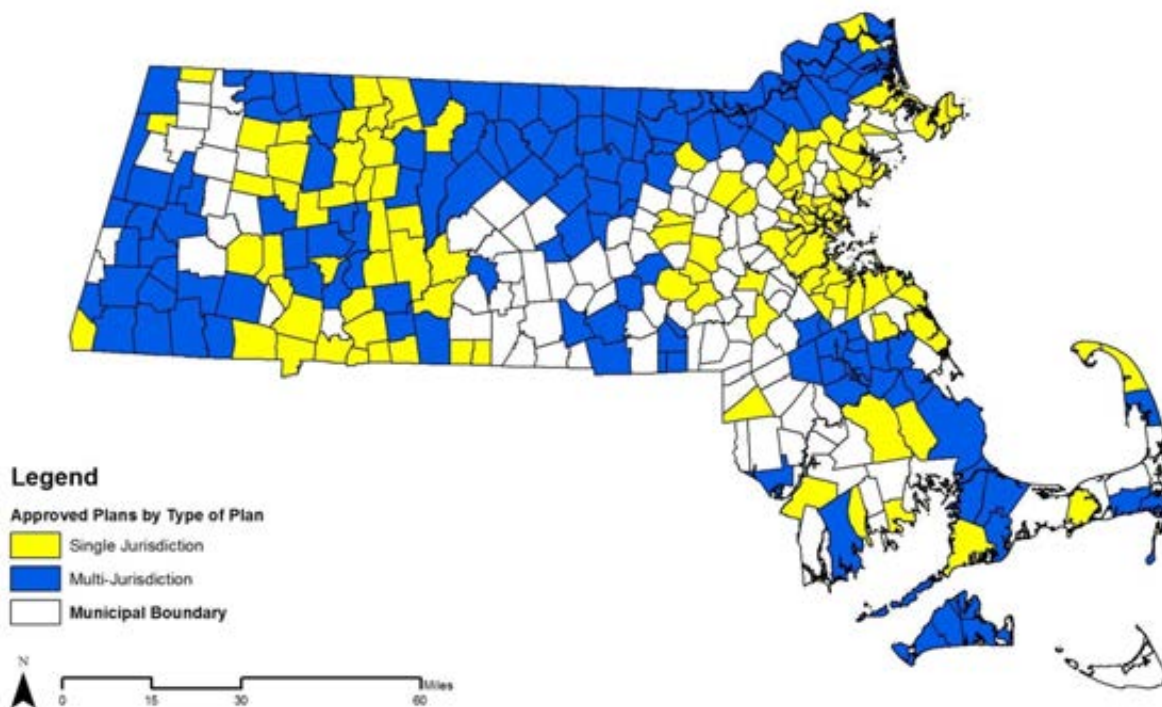 Legend
Approved Plans by Type of Plan
Single Jurisdiction
Multi-Jurisdiction
Municipal Boundary
N
Miles
0 15 30 60